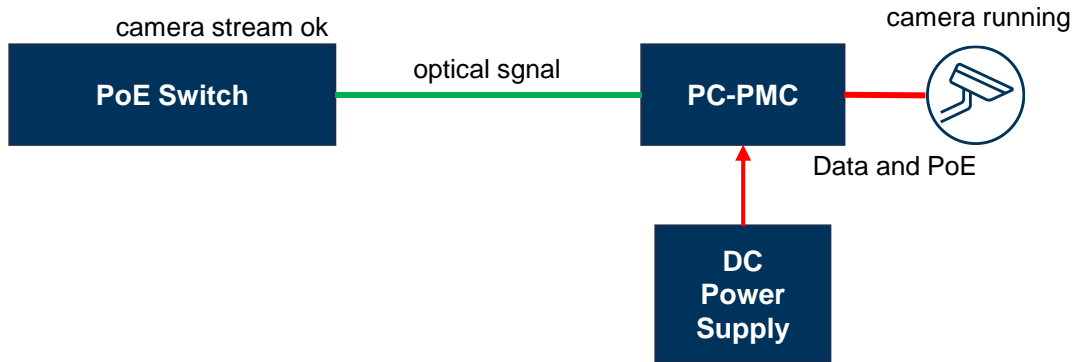 camera stream ok
camera running
PoE Switch
optical sgnal
PC-PMC
Data and PoE
DC
Power
Supply